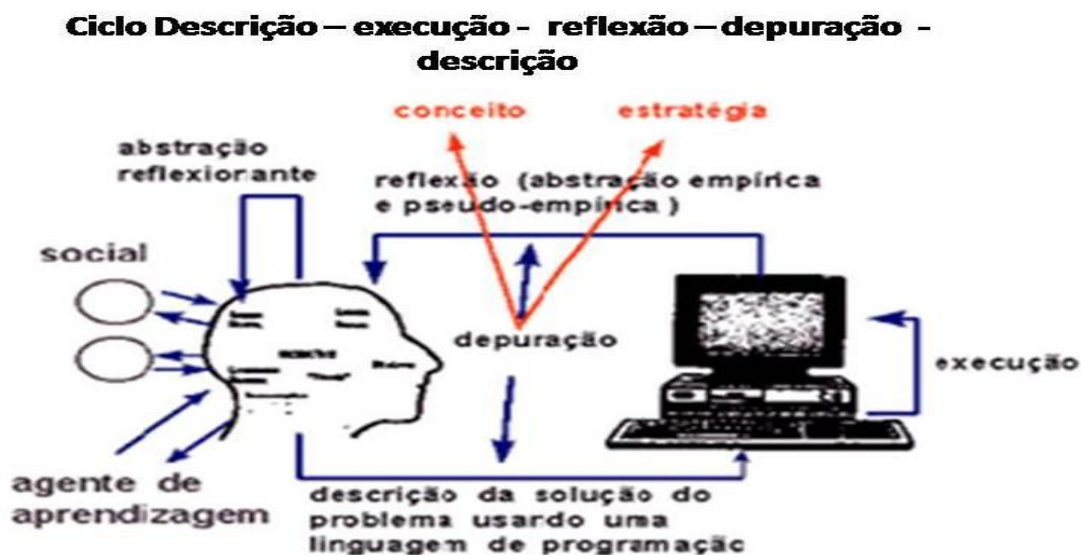 Ciclo Descrição – execução - reflexão – depuração -
descrição
conceito
estratégia
abstração
reflexionante
reflexão (abstração empírica
e pseudo-empírica )
social
depuração
execução
agente de
aprendizagem
descrição da solução do
problema usando uma
linguagem de programaçãc